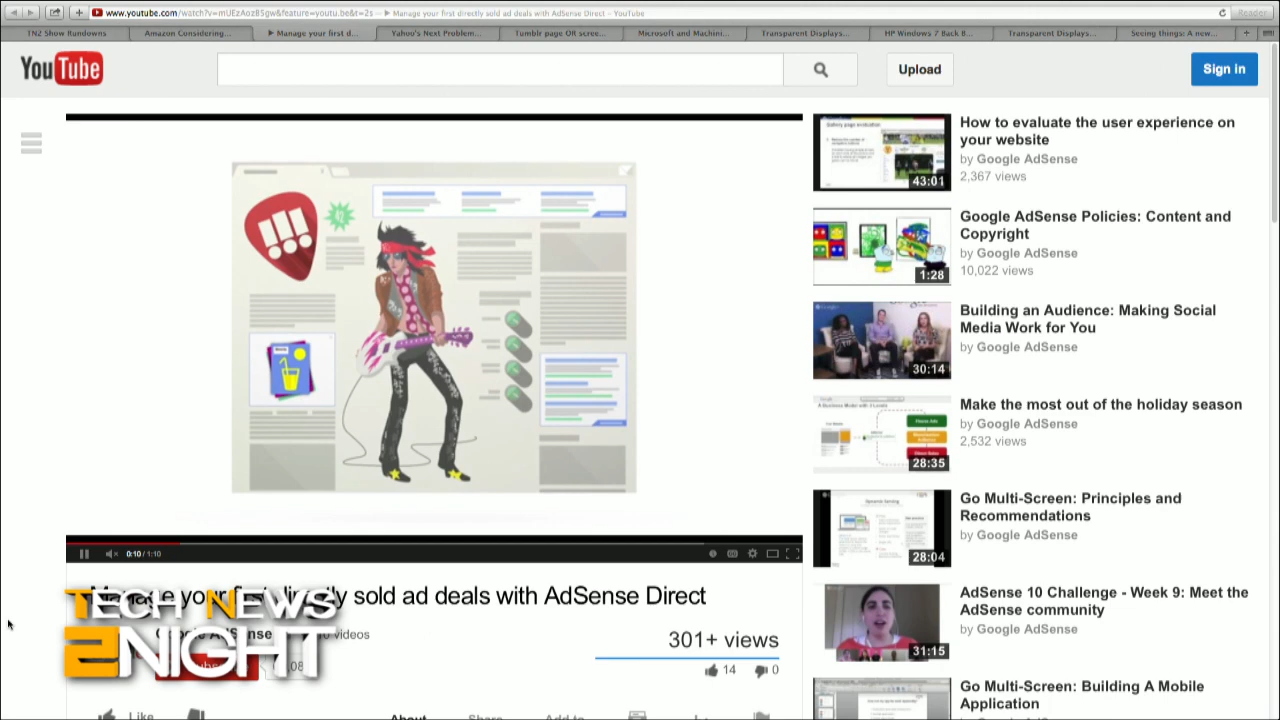 www.youtube.com/watch?v=mUEzAozB5gw&feature=youtu.be&t=2s — ▶ Manage your first directly sold ad deals with AdSense Direct – YouTube
Reader
TN2 Show Rundowns
Amazon Considering...
▶ Manage your first d...
Yahoo's Next Problem...
Tumblr page OR scree...
Microsoft and Machini...
Transparent Displays...
HP Windows 7 Back B...
Transparent Displays...
Seeing things: A new...
YouTube
Upload
Sign in
0:10 / 1:10
Manage your first directly sold ad deals with AdSense Direct
Google AdSense
videos
301+ views
14
0
Like
About
Share
Add to
TECH NEWS
2NIGHT
43:01
How to evaluate the user experience on
your website
by Google AdSense
2,367 views
1:28
Google AdSense Policies: Content and
Copyright
by Google AdSense
10,022 views
30:14
Building an Audience: Making Social
Media Work for You
by Google AdSense
28:35
Make the most out of the holiday season
by Google AdSense
2,532 views
28:04
Go Multi-Screen: Principles and
Recommendations
by Google AdSense
31:15
AdSense 10 Challenge - Week 9: Meet the
AdSense community
by Google AdSense
Go Multi-Screen: Building A Mobile
Application